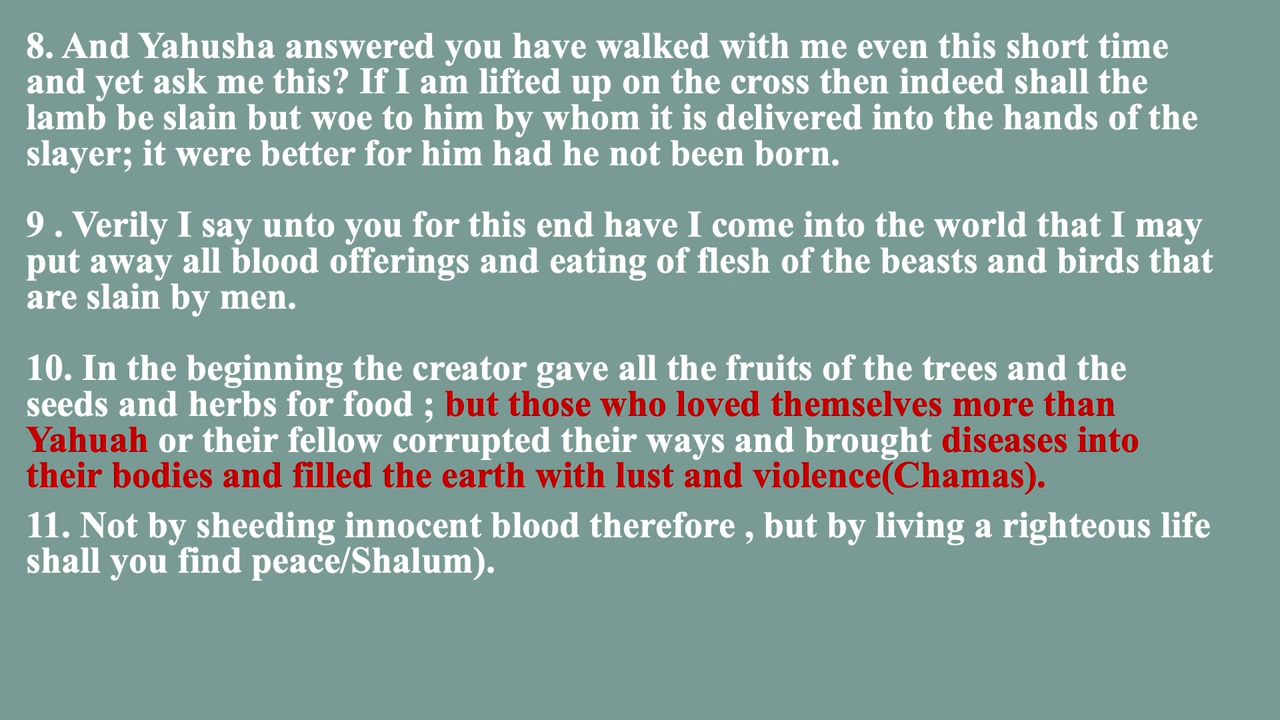 8. And Yahusha answered you have walked with me even this short time
and yet ask me this? If I am lifted up on the cross then indeed shall the
lamb be slain but woe to him by whom it is delivered into the hands of the
slayer; it were better for him had he not been born.
9 . Verily I say unto you for this end have I come into the world that I may
put away all blood offerings and eating of flesh of the beasts and birds that
are slain by men.
10. In the beginning the creator gave all the fruits of the trees and the
seeds and herbs for food ; but those who loved themselves more than
Yahuah or their fellow corrupted their ways and brought diseases into
their bodies and filled the earth with lust and violence(Chamas).
11. Not by sheeding innocent blood therefore , but by living a righteous life
shall you find peace/Shalum).